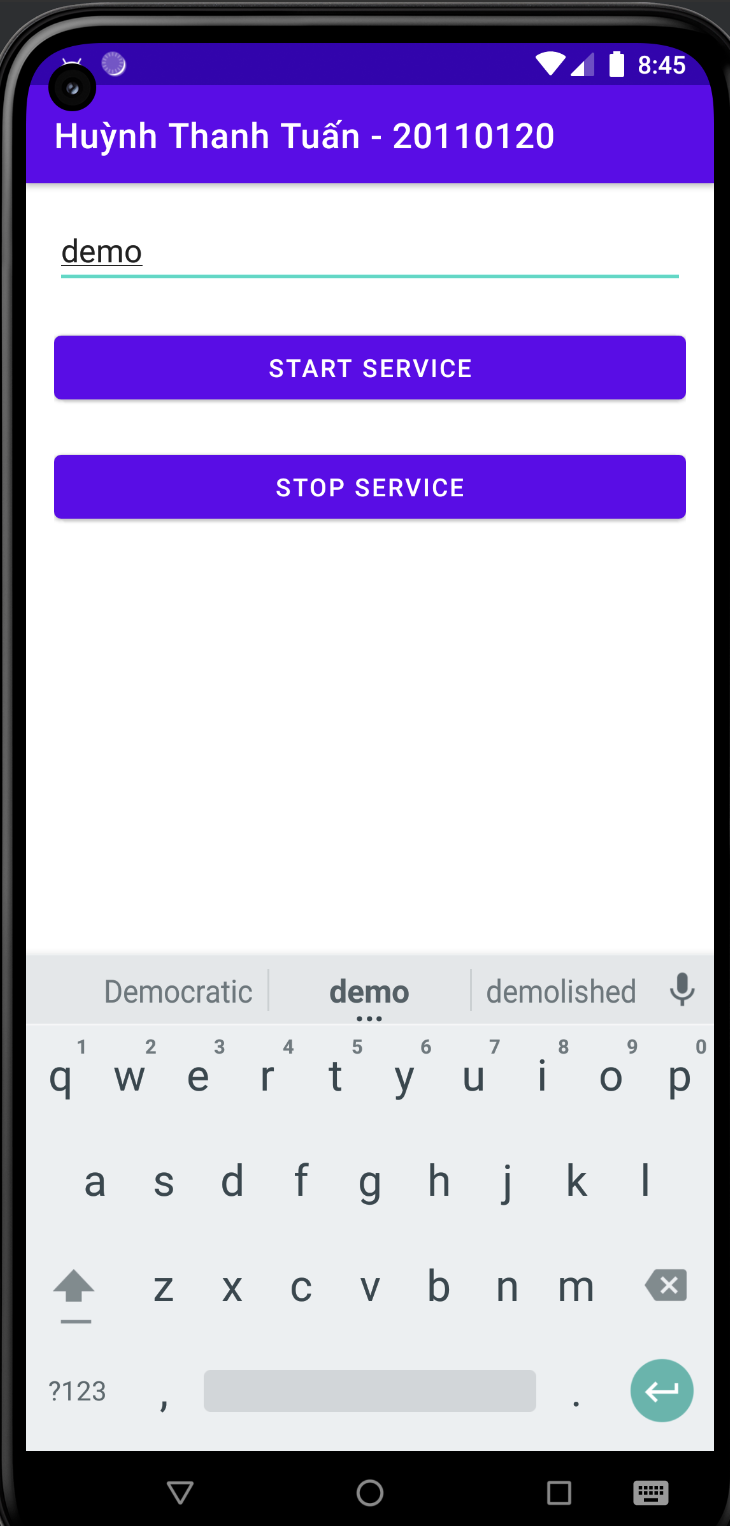 8:45
Huỳnh Thanh Tuấn - 20110120
demo
START SERVICE
STOP SERVICE
Democratic demo demolished
1 2 3 4 5 6 7 8 9 0
q w e r t y u i o p
a s d f g h j k l
z x c v b n m
?123 , .